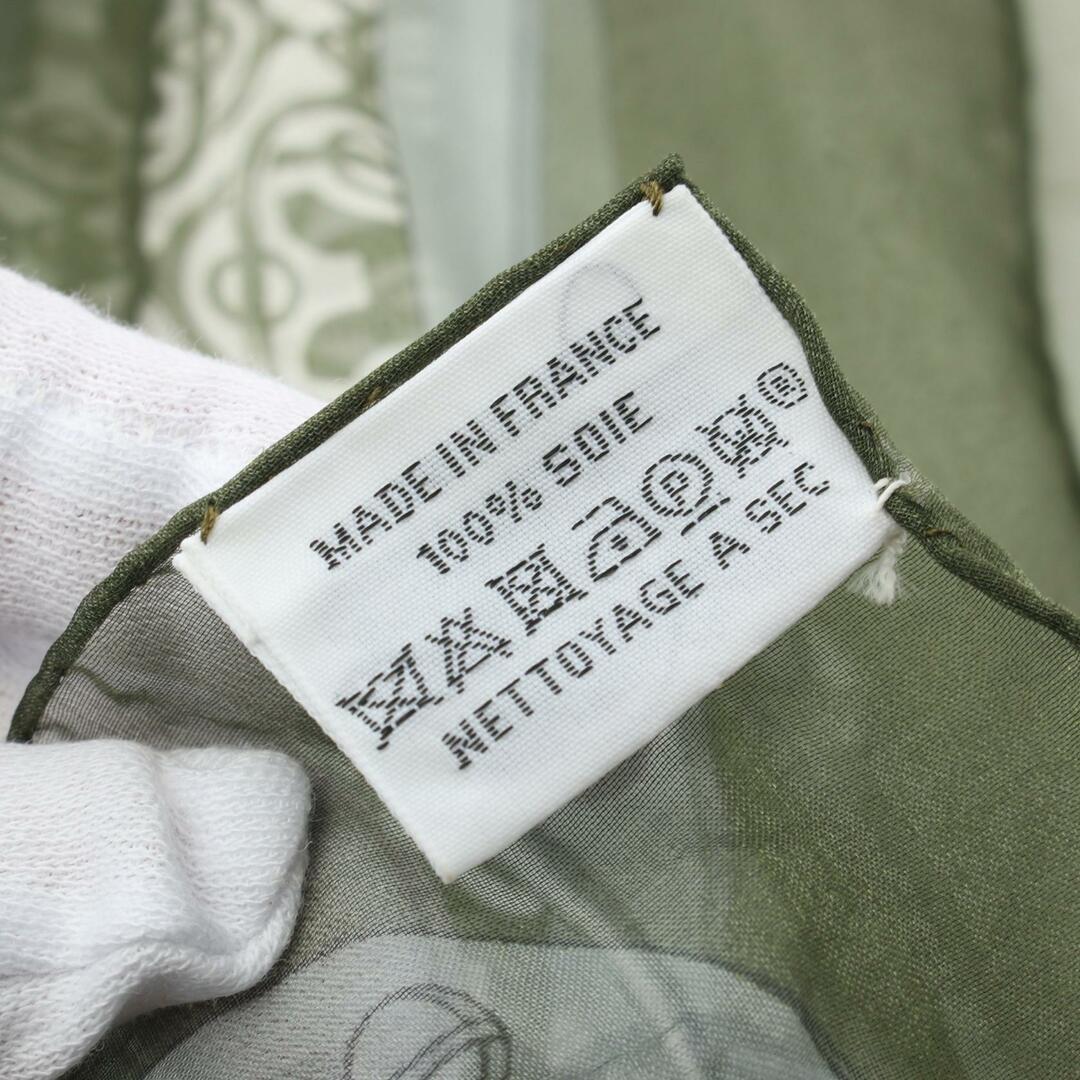 MADE IN FRANCE
100% SOIE
P ®
NETTOYAGE A SEC